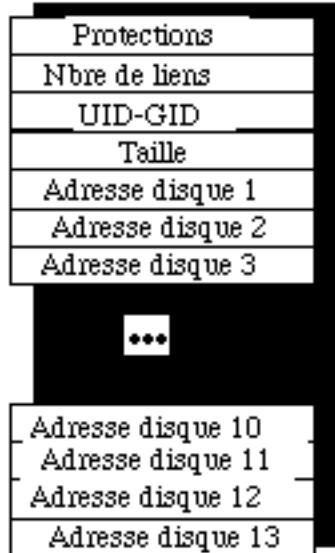 Protections
Nbre de liens
UID-GID
Taille
Adresse disque 1
Adresse disque 2
Adresse disque 3
•••
Adresse disque 10
Adresse disque 11
Adresse disque 12
Adresse disque 13